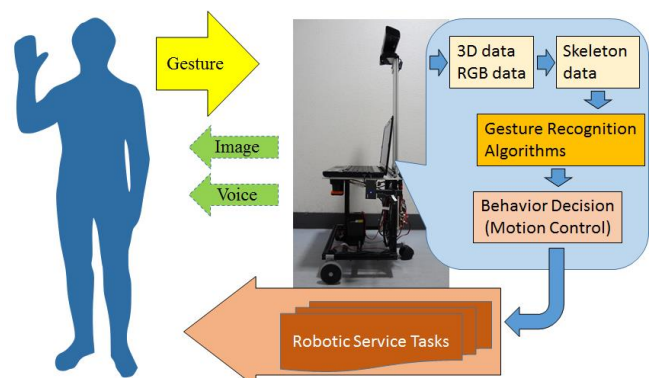 Gesture
Image
Voice
3D data
RGB data
Skeleton
data
Gesture Recognition
Algorithms
Behavior Decision
(Motion Control)
Robotic Service Tasks